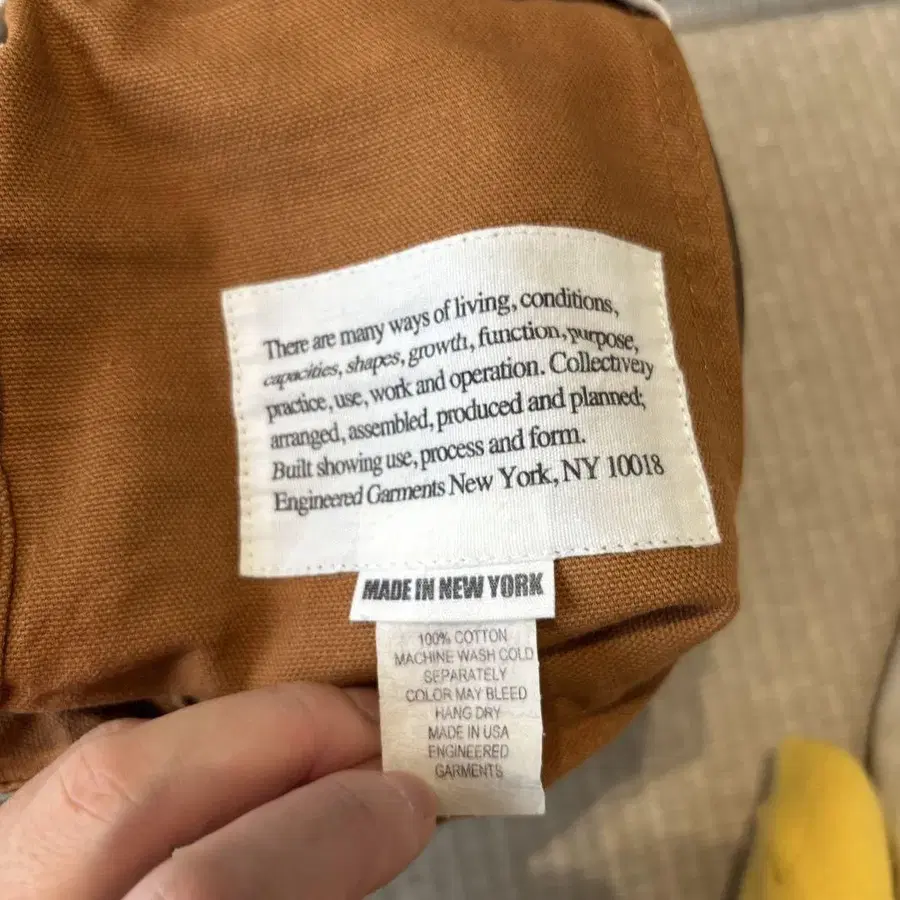 There are many ways of living, conditions,
capacities, shapes, growth, function, purpose,
practice, use, work and operation. Collectively
arranged, assembled, produced and planned;
Built showing use, process and form.
Engineered Garments New York, NY 10018
MADE IN NEW YORK
100% COTTON
MACHINE WASH COLD
SEPARATELY
COLOR MAY BLEED
HANG DRY
MADE IN USA
ENGINEERED
GARMENTS